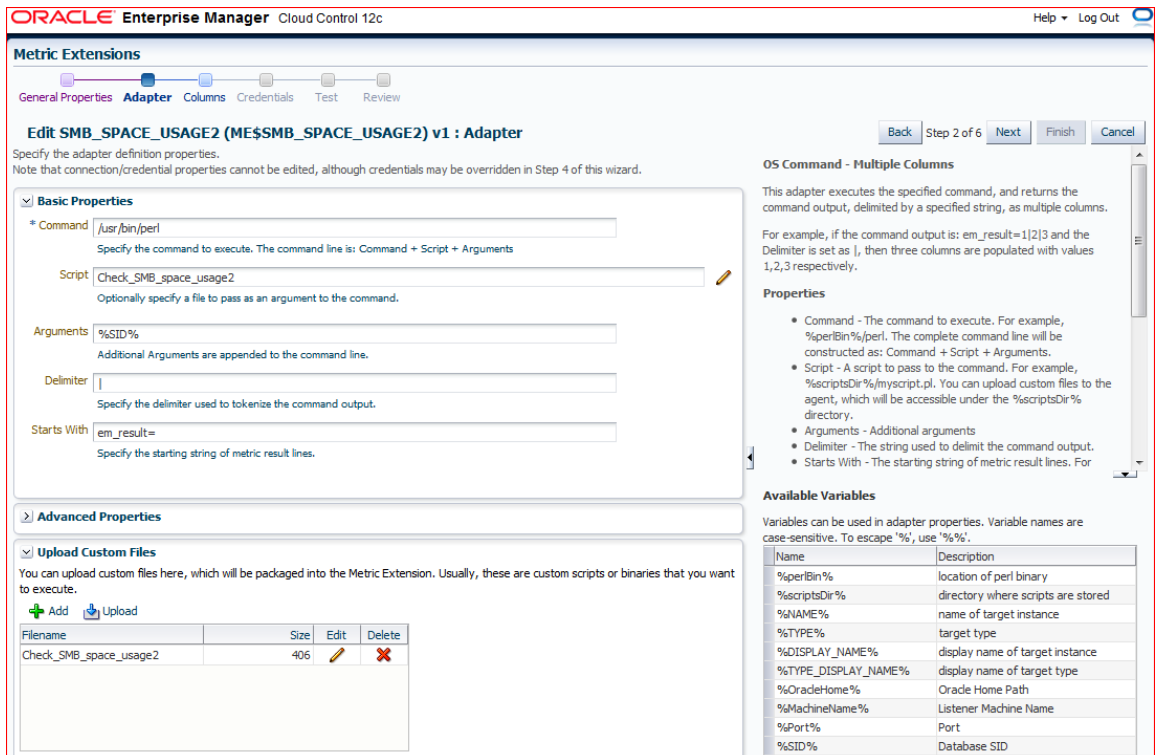 ORACLE Enterprise Manager Cloud Control 12c
Help Log Out
Metric Extensions
General Properties Adapter Columns Credentials Test Review
Edit SMB_SPACE_USAGE2 (ME$SMB_SPACE_USAGE2) v1 : Adapter
Back Step 2 of 6 Next Finish Cancel
Specify the adapter definition properties.
Note that connection/credential properties cannot be edited, although credentials may be overridden in Step 4 of this wizard.
Basic Properties
* Command /usr/bin/perl
Specify the command to execute. The command line is: Command + Script + Arguments
Script Check_SMB_space_usage2
Optionally specify a file to pass as an argument to the command.
Arguments %SID%
Additional Arguments are appended to the command line.
Delimiter |
Specify the delimiter used to tokenize the command output.
Starts With em_result=
Specify the starting string of metric result lines.
Advanced Properties
Upload Custom Files
You can upload custom files here, which will be packaged into the Metric Extension. Usually, these are custom scripts or binaries that you want
to execute.
Add Upload
Filename Size Edit Delete
Check_SMB_space_usage2 406
OS Command - Multiple Columns
This adapter executes the specified command, and returns the
command output, delimited by a specified string, as multiple columns.
For example, if the command output is: em_result=1|2|3 and the
Delimiter is set as |, then three columns are populated with values
1,2,3 respectively.
Properties
• Command - The command to execute. For example,
%perlBin%/perl. The complete command line will be
constructed as: Command + Script + Arguments.
• Script - A script to pass to the command. For example,
%scriptsDir%/myscript.pl. You can upload custom files to the
agent, which will be accessible under the %scriptsDir%
directory.
• Arguments - Additional arguments
• Delimiter - The string used to delimit the command output.
• Starts With - The starting string of metric result lines. For
Available Variables
Variables can be used in adapter properties. Variable names are
case-sensitive. To escape '%', use '%%'.
Name Description
%perlBin% location of perl binary
%scriptsDir% directory where scripts are stored
%NAME% name of target instance
%TYPE% target type
%DISPLAY_NAME% display name of target instance
%TYPE_DISPLAY_NAME% display name of target type
%OracleHome% Oracle Home Path
%MachineName% Listener Machine Name
%Port% Port
%SID% Database SID